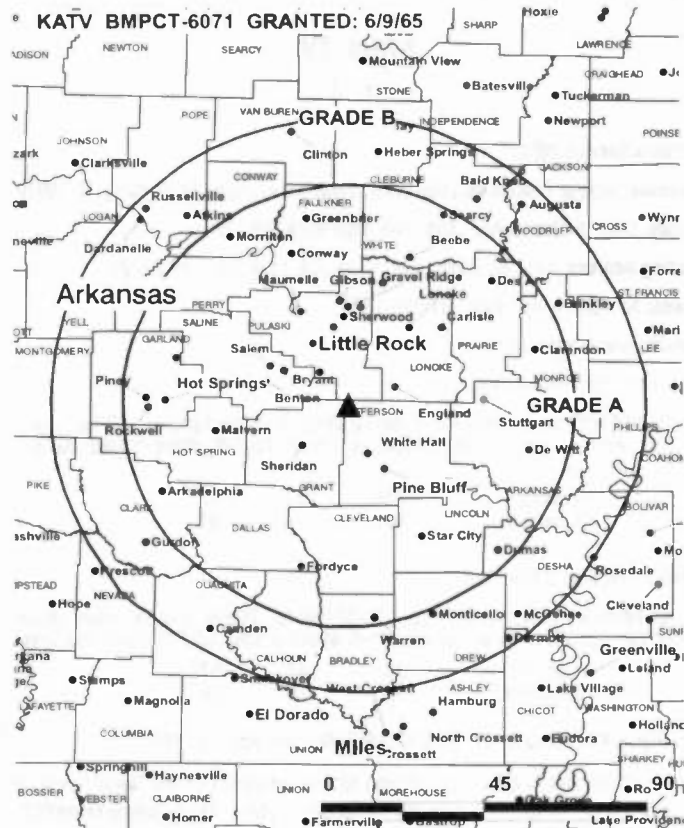 KATV BMPCT-6071 GRANTED: 6/9/65
Hoxie
SHARP
LAWRENCE
NEWTON
SEARCY
Mountain View
STONE
Batesville
CRAIGHEAD
Tuckerman
POPE
VAN BUREN
GRADE B
INDEPENDENCE
Newport
POINSE
JOHNSON
Clinton
Heber Springs
Clarksville
CONWAY
CLEBURNE
Bald Knob
JACKSON
Russellville
FAULKNER
LOGAN
Atkins
Greenbrier
Searcy
Augusta
Morrilton
WHITE
WOODRUFF
CROSS
Dardanelle
Conway
Beebe
Maumelle
Gibson
Gravel Ridge
Des Arc
Arkansas
PERRY
Lonoke
ST. FRANCIS
Brinkley
YELL
SALINE
PULASKI
Sherwood
Carlisle
MONTGOMERY
GARLAND
Little Rock
PRAIRIE
LEE
Salem
Clarendon
LONOKE
MONROE
Piney
Hot Springs
Bryant
Benton
England
GRADE A
Stuttgart
Rockwell
Malvern
White Hall
PHILLIPS
HOT SPRING
Sheridan
De Witt
COAHOM
PIKE
GRANT
Pine Bluff
Arkadelphia
ARKANSAS
BOLIVAR
CLARK
CLEVELAND
LINCOLN
DALLAS
Star City
Gurdon
Dumas
Fordyce
DESHA
Rosedale
Prescott
OUACHITA
NEVADA
Hope
Monticello
McGehee
Cleveland
Camden
Warren
Dermott
CALHOUN
DREW
Greenville
BRADLEY
Leland
Stamps
Smackover
West Crossett
ASHLEY
Lake Village
Magnolia
Hamburg
WASHINGTON
LAFAYETTE
El Dorado
CHICOT
COLUMBIA
North Crossett
Eudora
UNION
Miles
Crossett
SHARKEY
Springhill
Haynesville
0 45 90
BOSSIER
WEBSTER
CLAIBORNE
UNION
MOREHOUSE
Oak Grove
Homer
Farmerville
Bastrop
Lake Providence